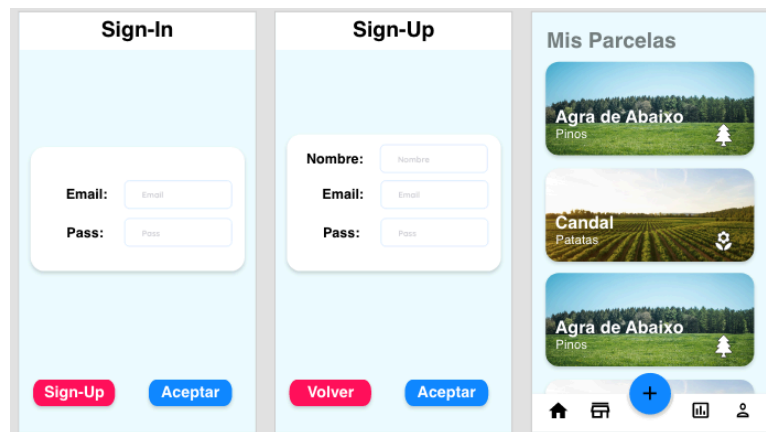 Sign-In
Email:
Email
Pass:
Pass
Sign-Up
Aceptar
Sign-Up
Nombre:
Nombre
Email:
Email
Pass:
Pass
Volver
Aceptar
Mis Parcelas
Agra de Abaixo
Pinos
Candal
Patatas
Agra de Abaixo
Pinos